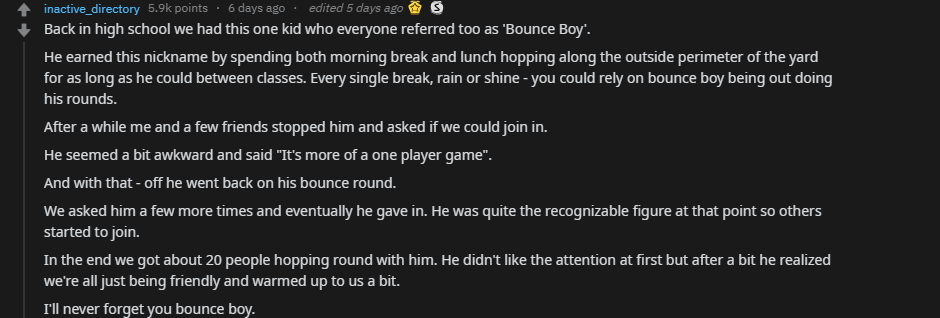 inactive_directory 5.9k points · 6 days ago · edited 5 days ago S
Back in high school we had this one kid who everyone referred too as 'Bounce Boy'.
He earned this nickname by spending both morning break and lunch hopping along the outside perimeter of the yard
for as long as he could between classes. Every single break, rain or shine - you could rely on bounce boy being out doing
his rounds.
After a while me and a few friends stopped him and asked if we could join in.
He seemed a bit awkward and said "It's more of a one player game".
And with that - off he went back on his bounce round.
We asked him a few more times and eventually he gave in. He was quite the recognizable figure at that point so others
started to join.
In the end we got about 20 people hopping round with him. He didn't like the attention at first but after a bit he realized
we're all just being friendly and warmed up to us a bit.
I'll never forget you bounce boy.